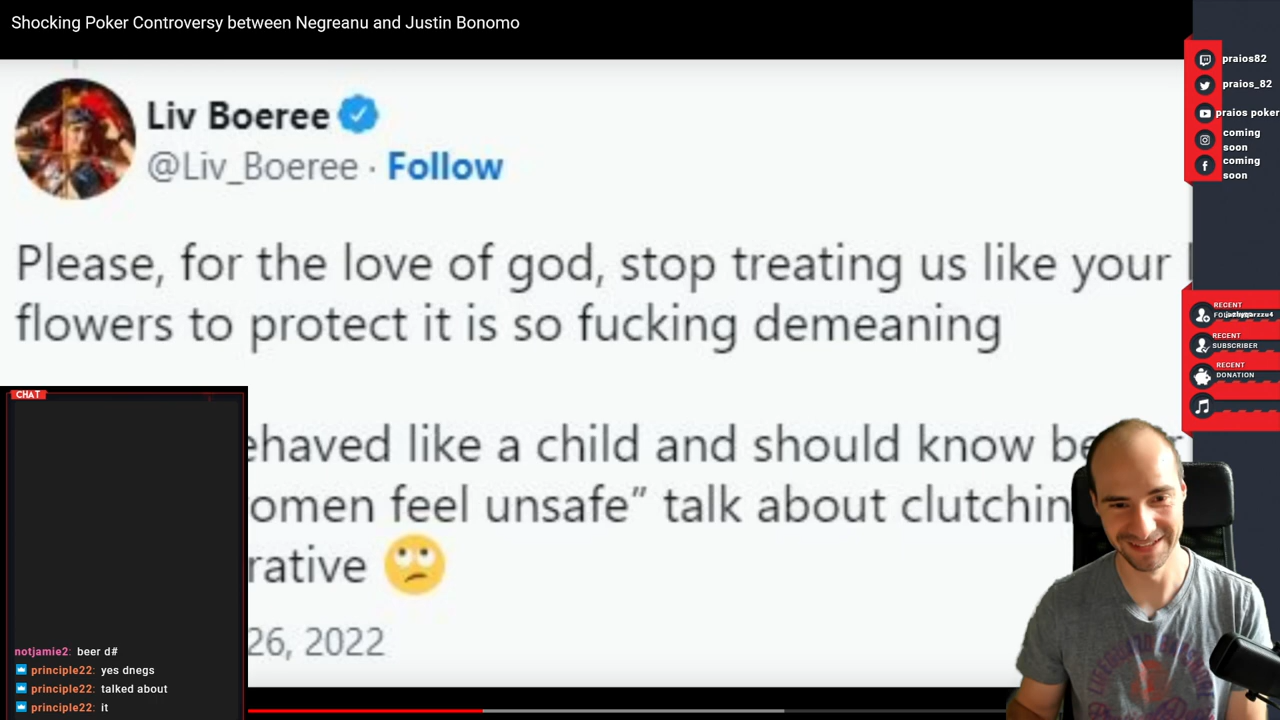 Shocking Poker Controversy between Negreanu and Justin Bonomo
Liv Boeree
@Liv_Boeree · Follow
Please, for the love of god, stop treating us like your
flowers to protect it is so fucking demeaning
ehaved like a child and should know
omen feel unsafe” talk about clutchin
rative 🙄
26, 2022
CHAT
notjamie2: beer d#
principle22: yes dnegs
principle22: talked about
principle22: it
praios82
praios_82
praios poker
coming
soon
coming
soon
RECENT
RECENT
SUBSCRIBER
RECENT
DONATION